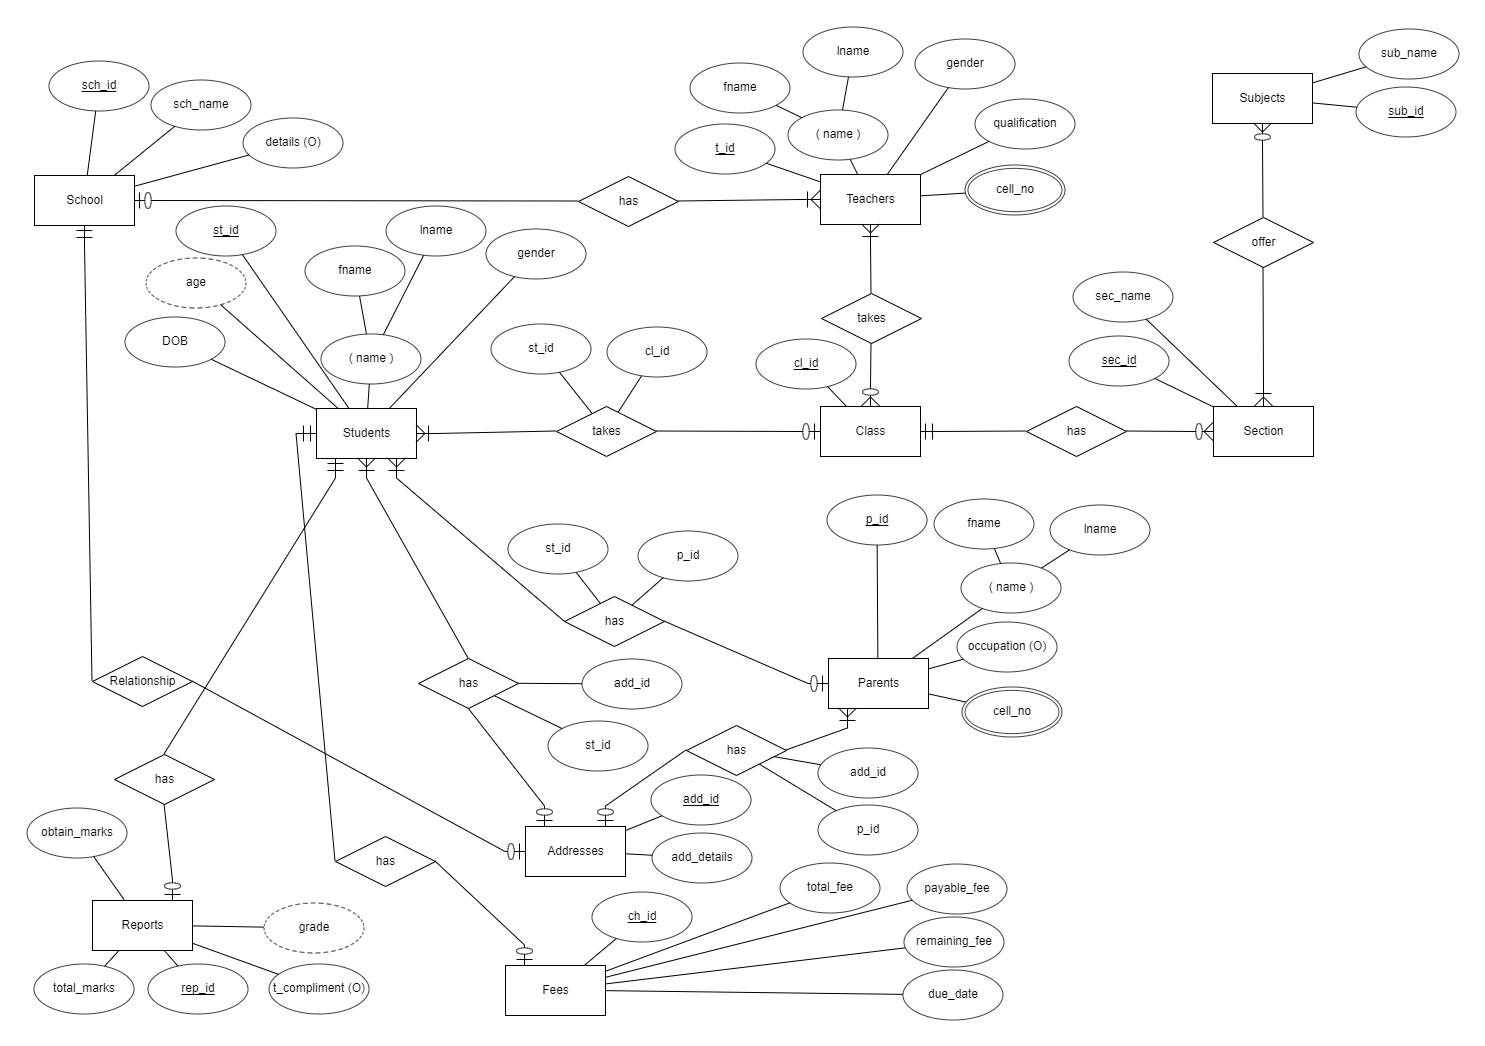 lname
sub_name
gender
Subjects
sch_id
fname
sch_name
sub_id
qualification
( name )
details (O)
t_id
cell_no
School
has
Teachers
st_id
lname
offer
gender
fname
age
sec_name
takes
DOB
st_id
cl_id
( name )
cl_id
sec_id
Students
takes
Class
has
Section
p_id
fname
lname
st_id
p_id
( name )
has
occupation (O)
Relationship
has
add_id
Parents
cell_no
st_id
has
add_id
has
add_id
obtain_marks
p_id
Addresses
add_details
has
total_fee
payable_fee
ch_id
Reports
grade
remaining_fee
total_marks
rep_id
t_compliment (O)
Fees
due_date